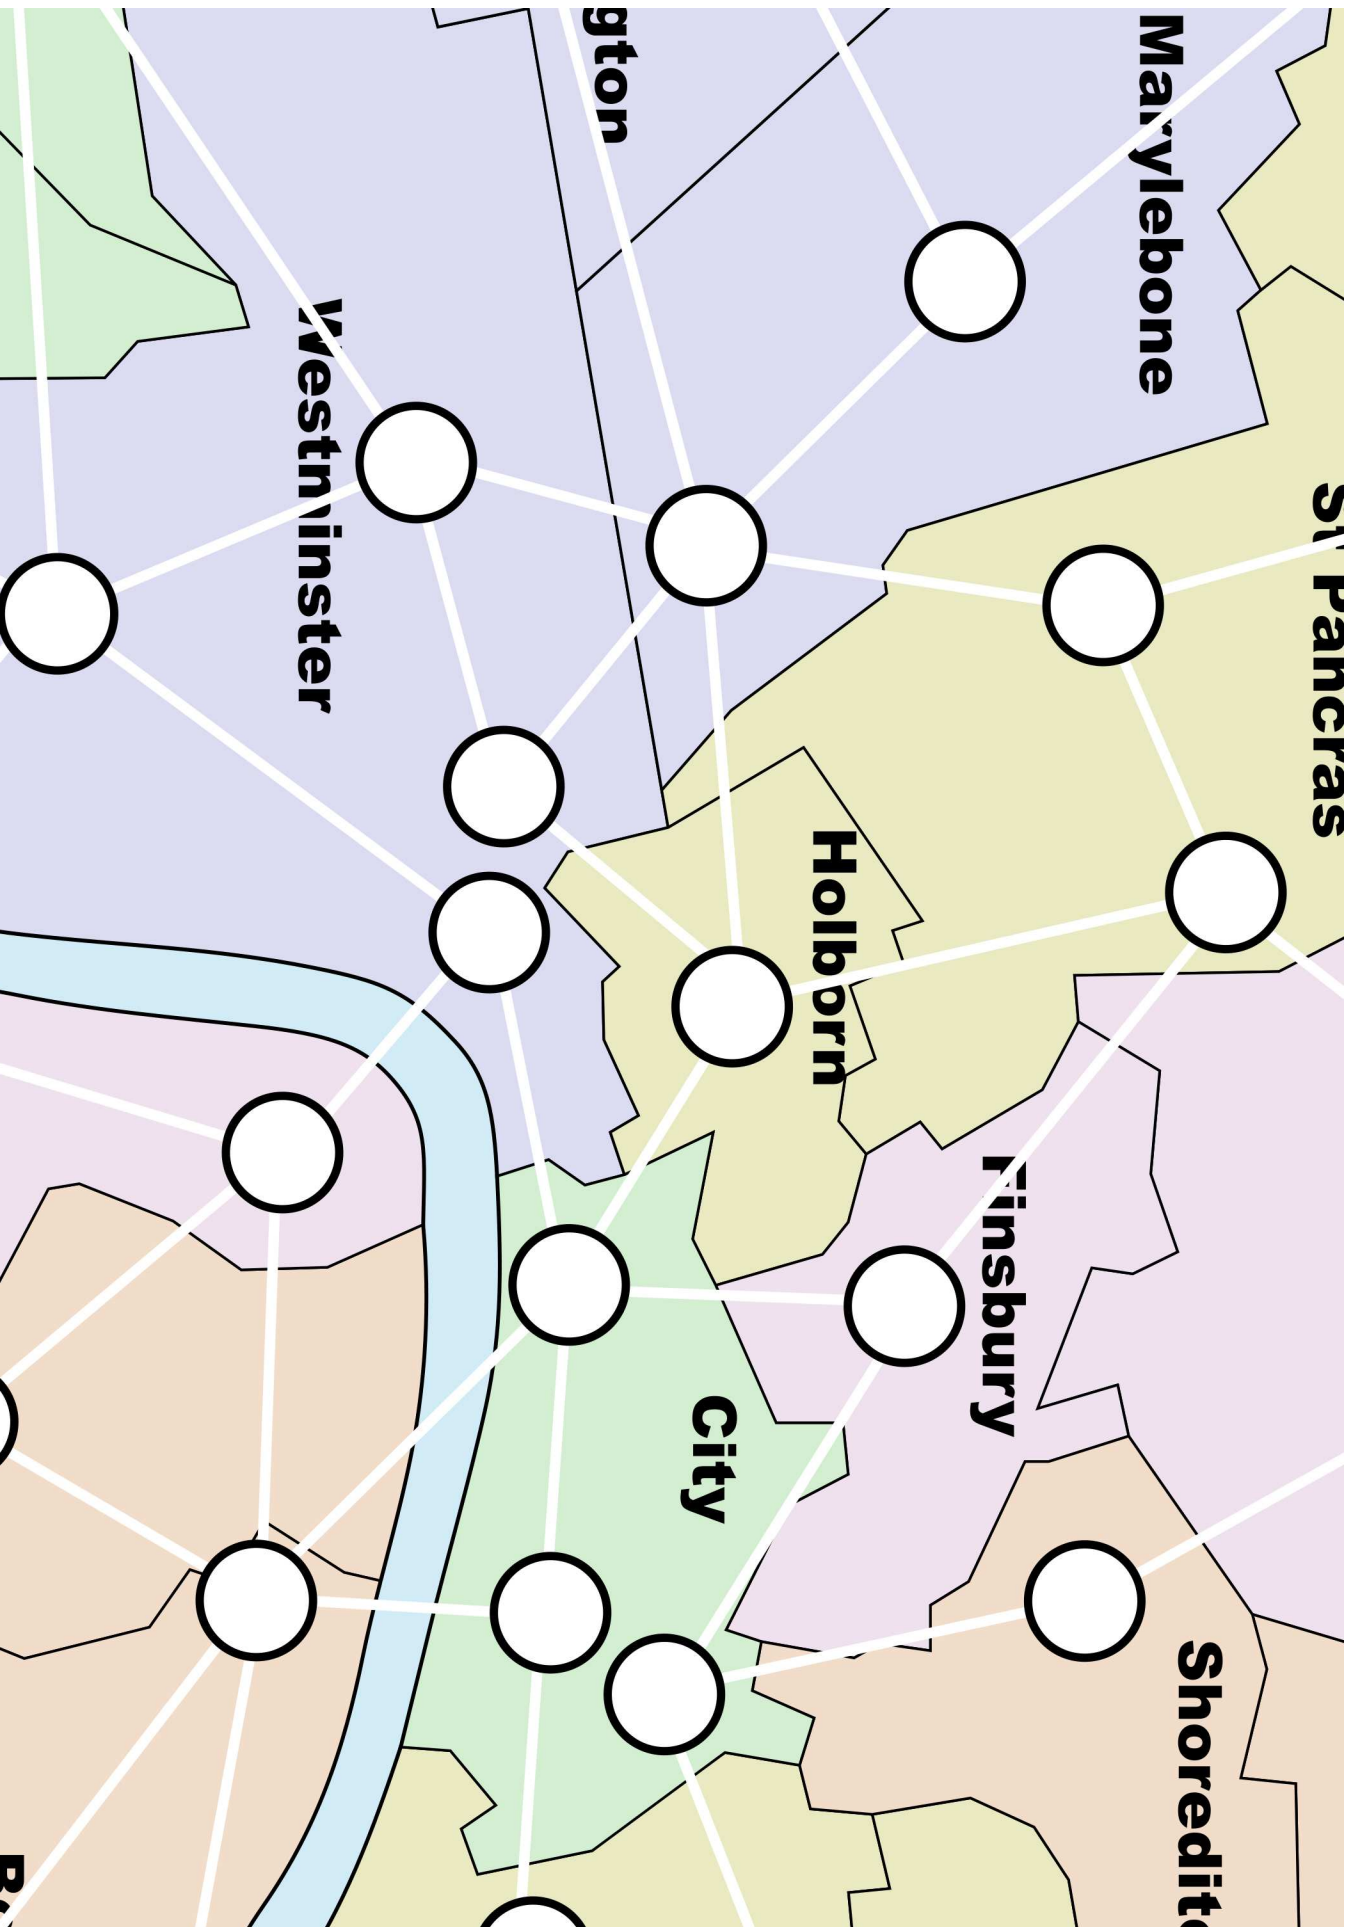 gton
Marylebone
Westminster
St Pancras
Holborn
Finsbury
City
Shoredit